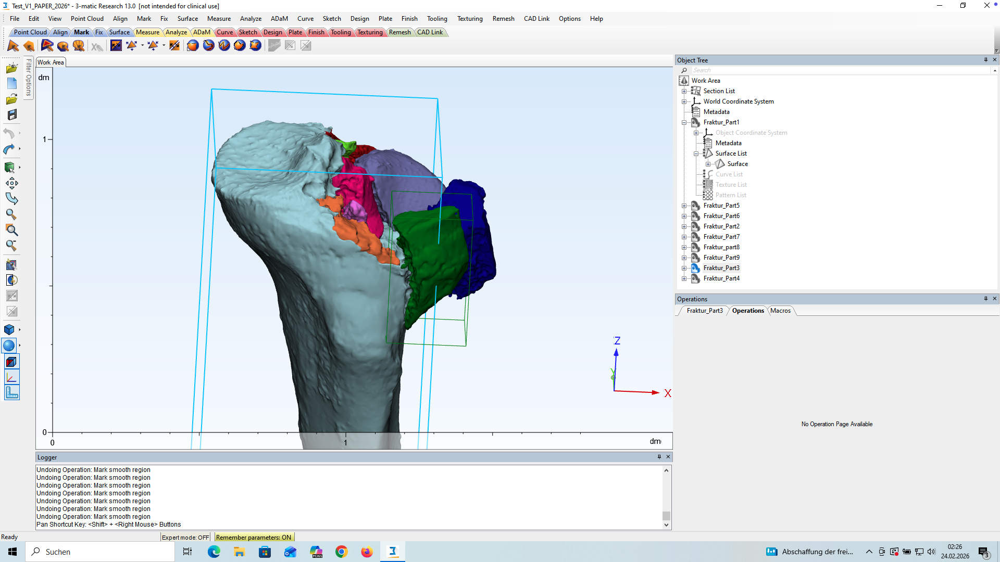 Test_V1_PAPER_2026* - 3-matic Research 13.0  [not intended for clinical use]
File Edit View Point Cloud Align Mark Fix Surface Measure Analyze ADaM Curve Sketch Design Plate Finish Tooling Texturing Remesh CAD Link Options Help
Point Cloud Align Mark Fix Surface Measure Analyze ADaM Curve Sketch Design Plate Finish Tooling Texturing Remesh CAD Link
Filter Options
Work Area
dm
1
0
0
1
dm
Z
Y
X
Object Tree
Search
Work Area
Section List
World Coordinate System
Metadata
Fraktur_Part1
Object Coordinate System
Metadata
Surface List
Surface
Curve List
Texture List
Pattern List
Fraktur_Part5
Fraktur_Part6
Fraktur_Part2
Fraktur_Part7
Fraktur_part8
Fraktur_Part9
Fraktur_Part3
Fraktur_Part4
Operations
Fraktur_Part3 Operations Macros
No Operation Page Available
Logger
Undoing Operation: Mark smooth region
Undoing Operation: Mark smooth region
Undoing Operation: Mark smooth region
Undoing Operation: Mark smooth region
Undoing Operation: Mark smooth region
Undoing Operation: Mark smooth region
Undoing Operation: Mark smooth region
Pan Shortcut Key: <Shift> + <Right Mouse> Buttons
Ready
Expert mode: OFF
Remember parameters: ON
Suchen
M365
Abschaffung der frei...
02:26
24.02.2026
3